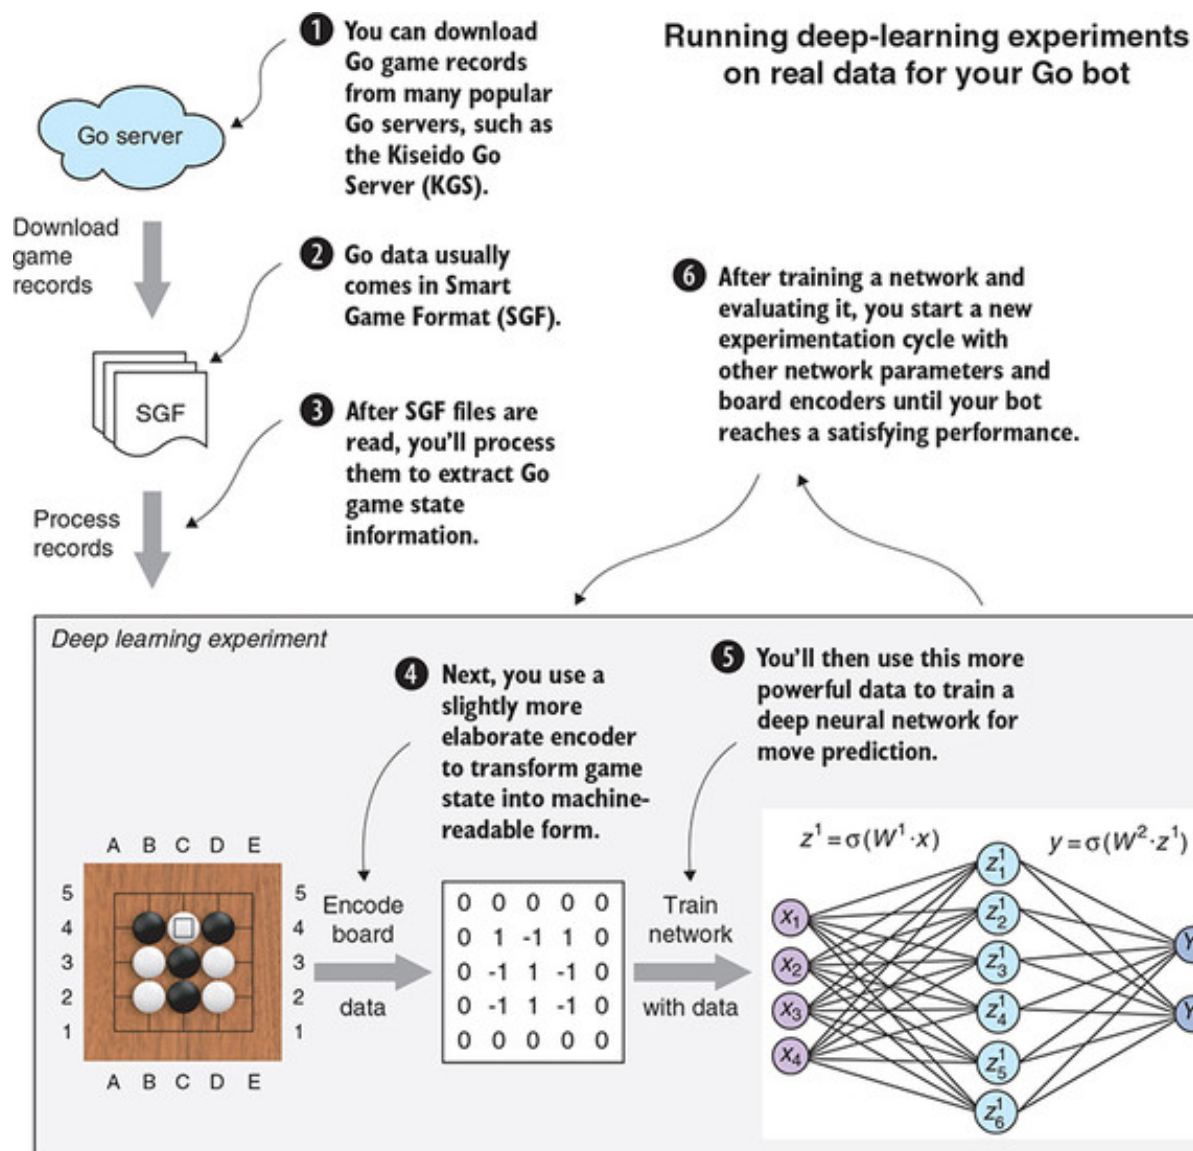 Running deep-learning experiments
on real data for your Go bot
1 You can download
Go game records
from many popular
Go servers, such as
the Kiseido Go
Server (KGS).
Go server
Download
game
records
2 Go data usually
comes in Smart
Game Format (SGF).
SGF
3 After SGF files are
read, you’ll process
them to extract Go
game state
information.
Process
records
6 After training a network and
evaluating it, you start a new
experimentation cycle with
other network parameters and
board encoders until your bot
reaches a satisfying performance.
Deep learning experiment
4 Next, you use a
slightly more
elaborate encoder
to transform game
state into machine-
readable form.
5 You’ll then use this more
powerful data to train a
deep neural network for
move prediction.
A B C D E
5 5
4 4
3 3
2 2
1 1
A B C D E
Encode
board
data
0 0 0 0 0
0 1 -1 1 0
0 -1 1 -1 0
0 -1 1 -1 0
0 0 0 0 0
Train
network
with data
z¹ = σ(W¹·x) y = σ(W²·z¹)
x₁
x₂
x₃
x₄
z¹₁
z¹₂
z¹₃
z¹₄
z¹₅
z¹₆